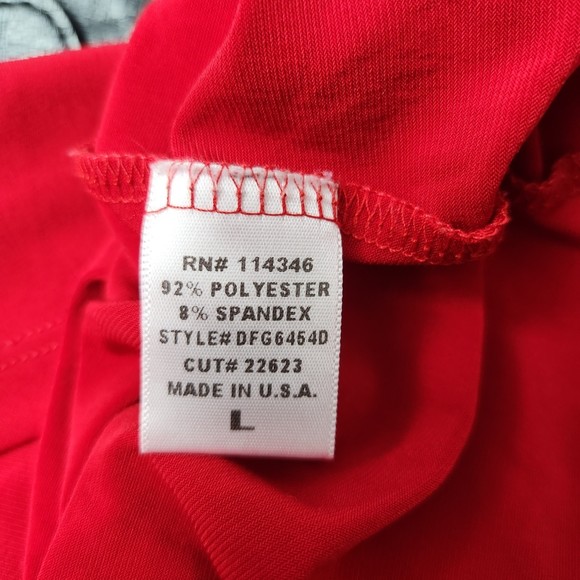 RN# 114346
92% POLYESTER
8% SPANDEX
STYLE# DFG6454D
CUT# 22623
MADE IN U.S.A.
L